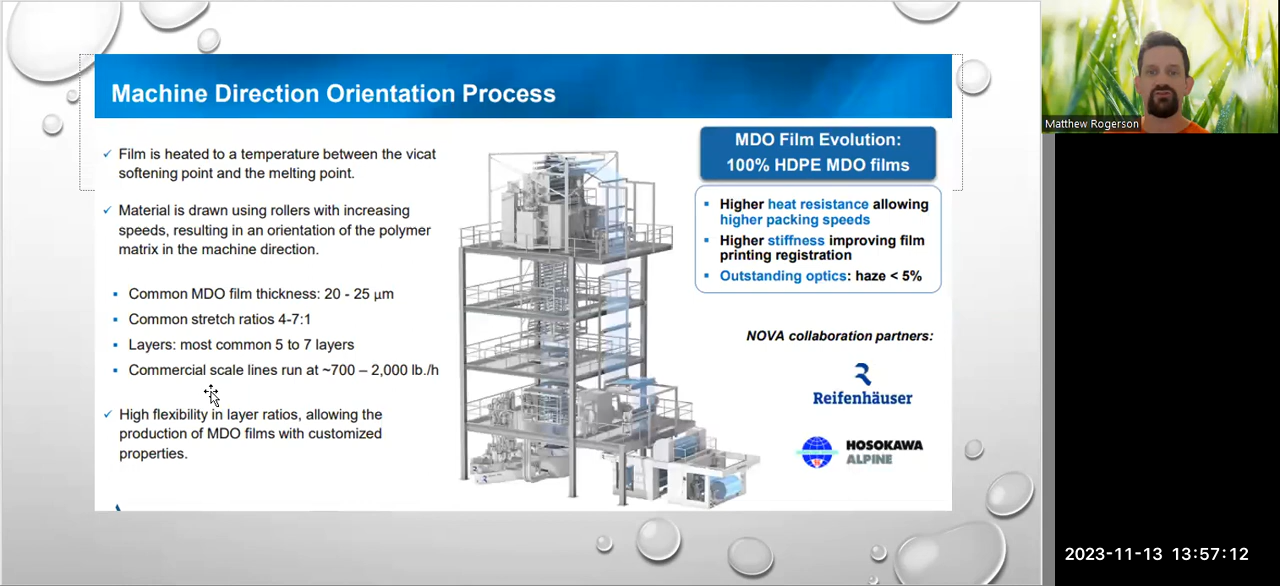 Machine Direction Orientation Process
Film is heated to a temperature between the vicat
softening point and the melting point.
Material is drawn using rollers with increasing
speeds, resulting in an orientation of the polymer
matrix in the machine direction.
Common MDO film thickness: 20 - 25 μm
Common stretch ratios 4-7:1
Layers: most common 5 to 7 layers
Commercial scale lines run at ~700 – 2,000 lb./h
High flexibility in layer ratios, allowing the
production of MDO films with customized
properties.
MDO Film Evolution:
100% HDPE MDO films
Higher heat resistance allowing
higher packing speeds
Higher stiffness improving film
printing registration
Outstanding optics: haze < 5%
NOVA collaboration partners:
Reifenhäuser
HOSOKAWA
ALPINE
Matthew Rogerson
2023-11-13 13:57:12